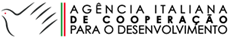 AGÊNCIA ITALIANA
DE COOPERAÇÃO
PARA O DESENVOLVIMENTO